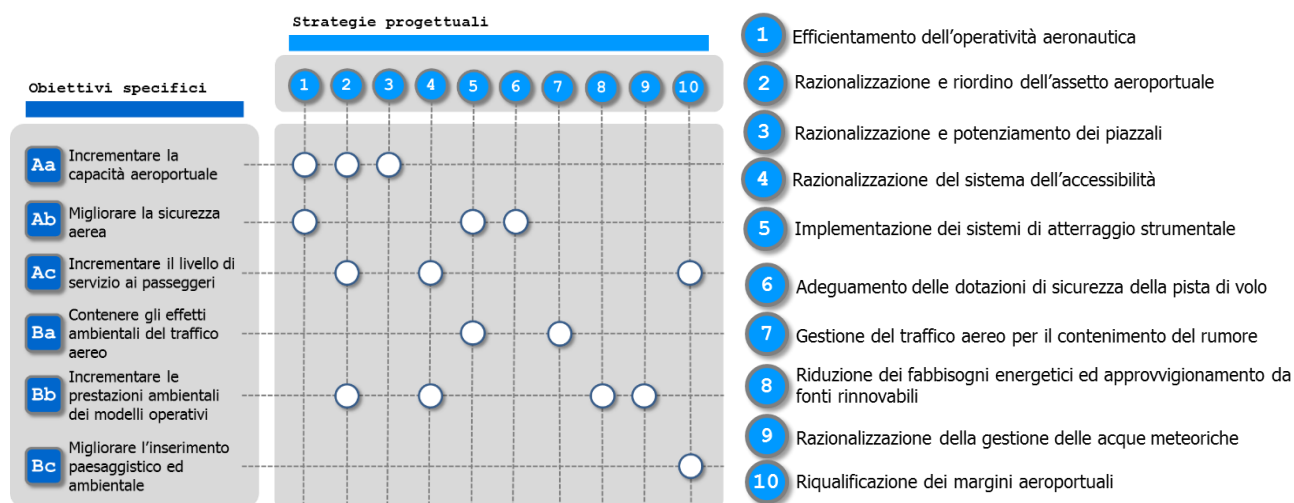 Strategie progettuali
Obiettivi specifici
1 2 3 4 5 6 7 8 9 10
Aa Incrementare la
capacità aeroportuale
Ab Migliorare la sicurezza
aerea
Ac Incrementare il livello di
servizio ai passeggeri
Ba Contenere gli effetti
ambientali del traffico
aereo
Bb Incrementare le
prestazioni ambientali
dei modelli operativi
Bc Migliorare l'inserimento
paesaggistico ed
ambientale
1 Efficientamento dell'operatività aeronautica
2 Razionalizzazione e riordino dell'assetto aeroportuale
3 Razionalizzazione e potenziamento dei piazzali
4 Razionalizzazione del sistema dell'accessibilità
5 Implementazione dei sistemi di atterraggio strumentale
6 Adeguamento delle dotazioni di sicurezza della pista di volo
7 Gestione del traffico aereo per il contenimento del rumore
8 Riduzione dei fabbisogni energetici ed approvvigionamento da
fonti rinnovabili
9 Razionalizzazione della gestione delle acque meteoriche
10 Riqualificazione dei margini aeroportuali